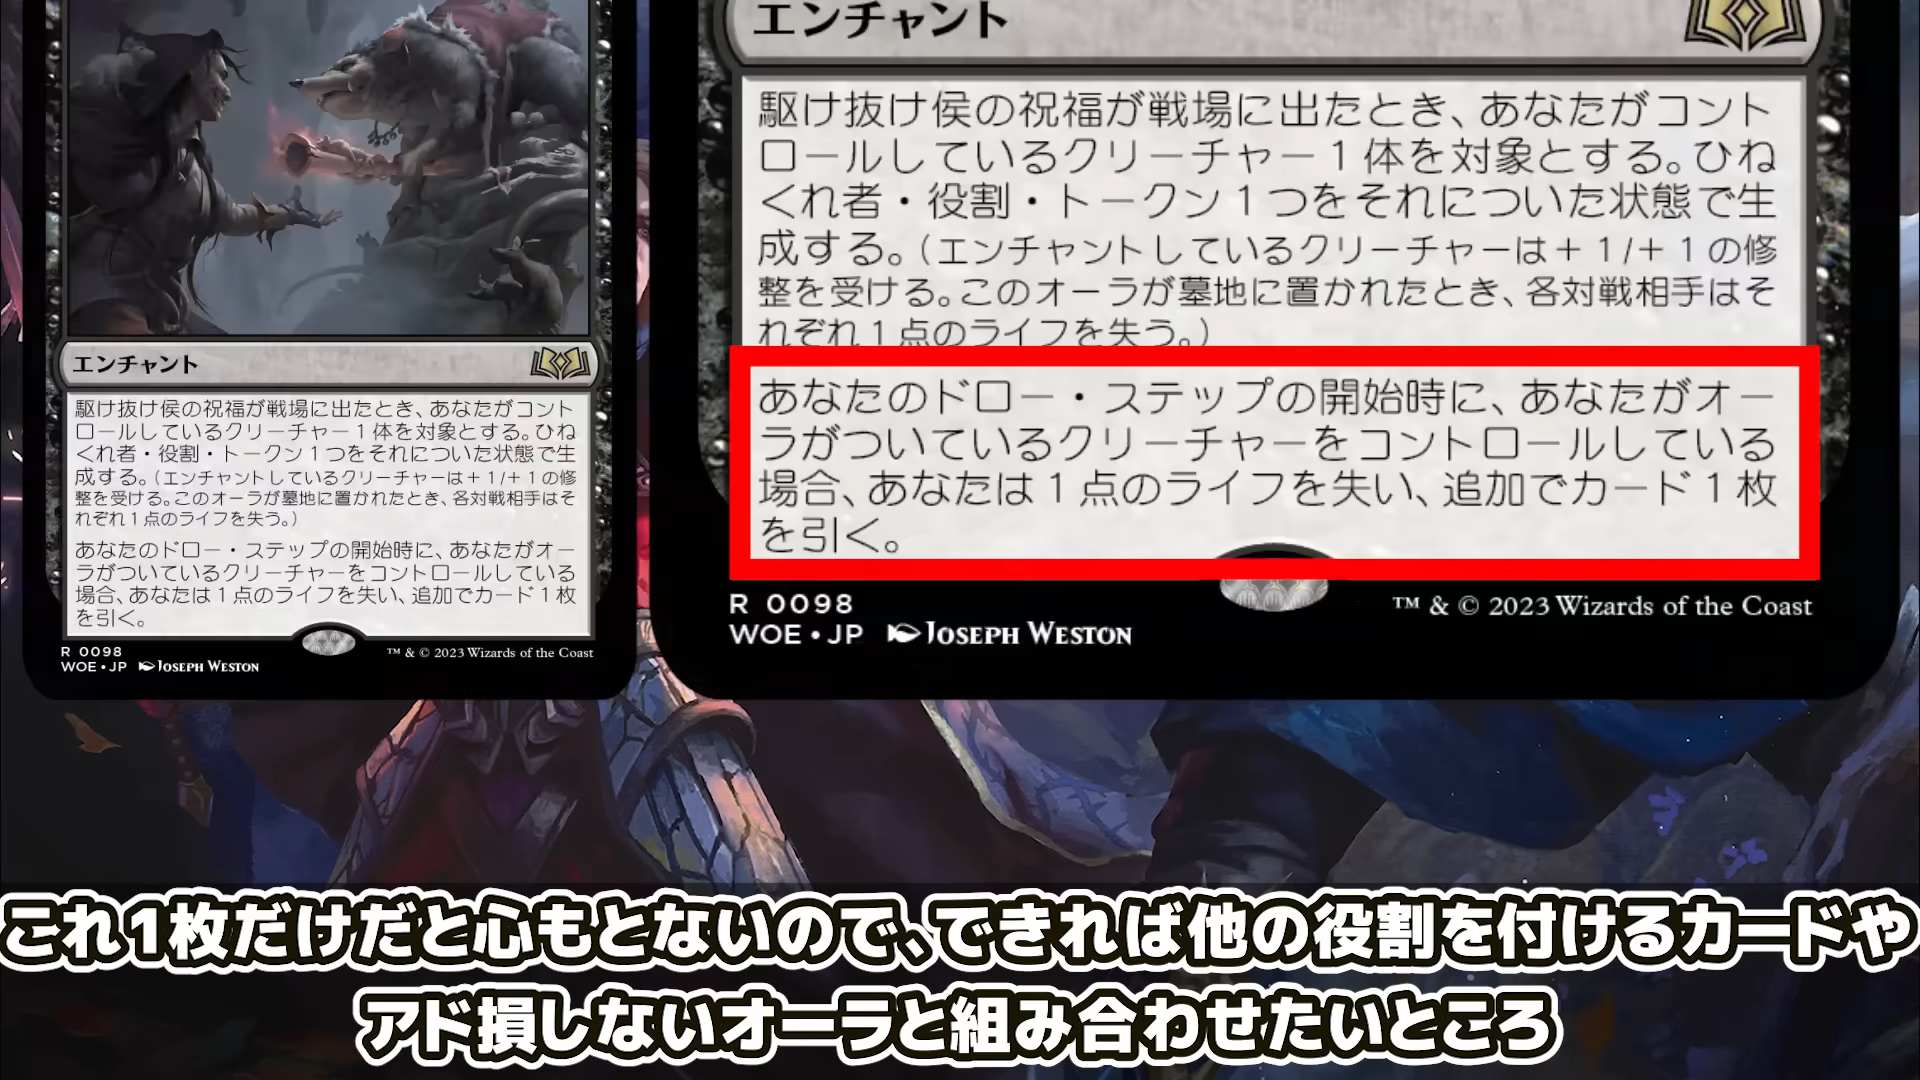 エンチャント
駆け抜け侯の祝福が戦場に出たとき、あなたがコント
ロールしているクリーチャー1体を対象とする。ひね
くれ者・役割・トークン1つをそれについた状態で生
成する。（エンチャントしているクリーチャーは＋1/＋1の修
整を受ける。このオーラが墓地に置かれたとき、各対戦相手はそ
れぞれ1点のライフを失う。）
あなたのドロー・ステップの開始時に、あなたがオー
ラがついているクリーチャーをコントロールしている
場合、あなたは1点のライフを失い、追加でカード1枚
を引く。
R 0098
WOE・JP Joseph Weston
™ & © 2023 Wizards of the Coast
エンチャント
駆け抜け侯の祝福が戦場に出たとき、あなたがコント
ロールしているクリーチャー1体を対象とする。ひね
くれ者・役割・トークン1つをそれについた状態で生
成する。（エンチャントしているクリーチャーは＋1/＋1の修
整を受ける。このオーラが墓地に置かれたとき、各対戦相手はそ
れぞれ1点のライフを失う。）
あなたのドロー・ステップの開始時に、あなたがオー
ラがついているクリーチャーをコントロールしている
場合、あなたは1点のライフを失い、追加でカード1枚
を引く。
R 0098
WOE・JP Joseph Weston
™ & © 2023 Wizards of the Coast
これ1枚だけだと心もとないので、できれば他の役割を付けるカードや
アド損しないオーラと組み合わせたいところ